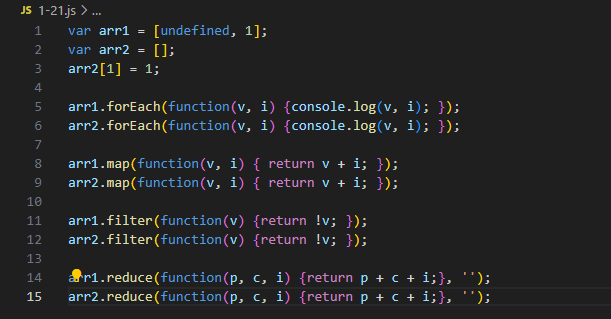 JS 1-21.js > ...
1 var arr1 = [undefined, 1];
2 var arr2 = [];
3 arr2[1] = 1;
4
5 arr1.forEach(function(v, i) {console.log(v, i); });
6 arr2.forEach(function(v, i) {console.log(v, i); });
7
8 arr1.map(function(v, i) { return v + i; });
9 arr2.map(function(v, i) { return v + i; });
10
11 arr1.filter(function(v) {return !v; });
12 arr2.filter(function(v) {return !v; });
13
14 arr1.reduce(function(p, c, i) {return p + c + i;}, '');
15 arr2.reduce(function(p, c, i) {return p + c + i;}, '');